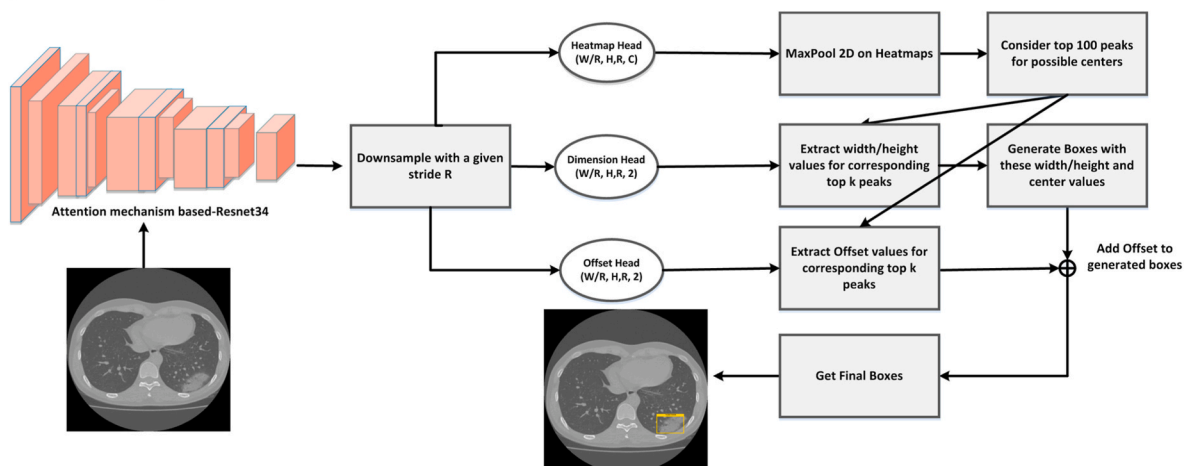 Attention mechanism based-Resnet34
Downsample with a given
stride R
Heatmap Head
(W/R, H,R, C)
MaxPool 2D on Heatmaps
Consider top 100 peaks
for possible centers
Dimension Head
(W/R, H,R, 2)
Extract width/height
values for corresponding
top k peaks
Generate Boxes with
these width/height and
center values
Offset Head
(W/R, H,R, 2)
Extract Offset values for
corresponding top k
peaks
Add Offset to
generated boxes
Get Final Boxes